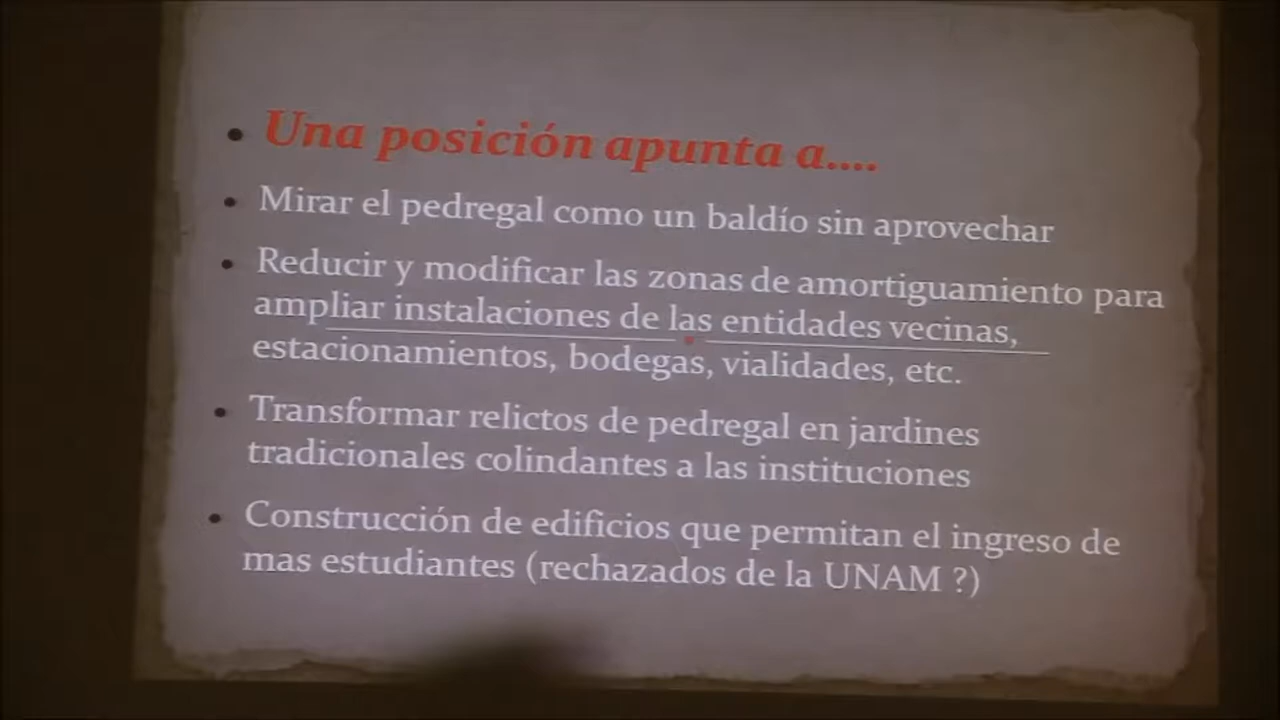 • Una posición apunta a....
• Mirar el pedregal como un baldío sin aprovechar
• Reducir y modificar las zonas de amortiguamiento para
ampliar instalaciones de las entidades vecinas,
estacionamientos, bodegas, vialidades, etc.
• Transformar relictos de pedregal en jardines
tradicionales colindantes a las instituciones
• Construcción de edificios que permitan el ingreso de
mas estudiantes (rechazados de la UNAM ?)